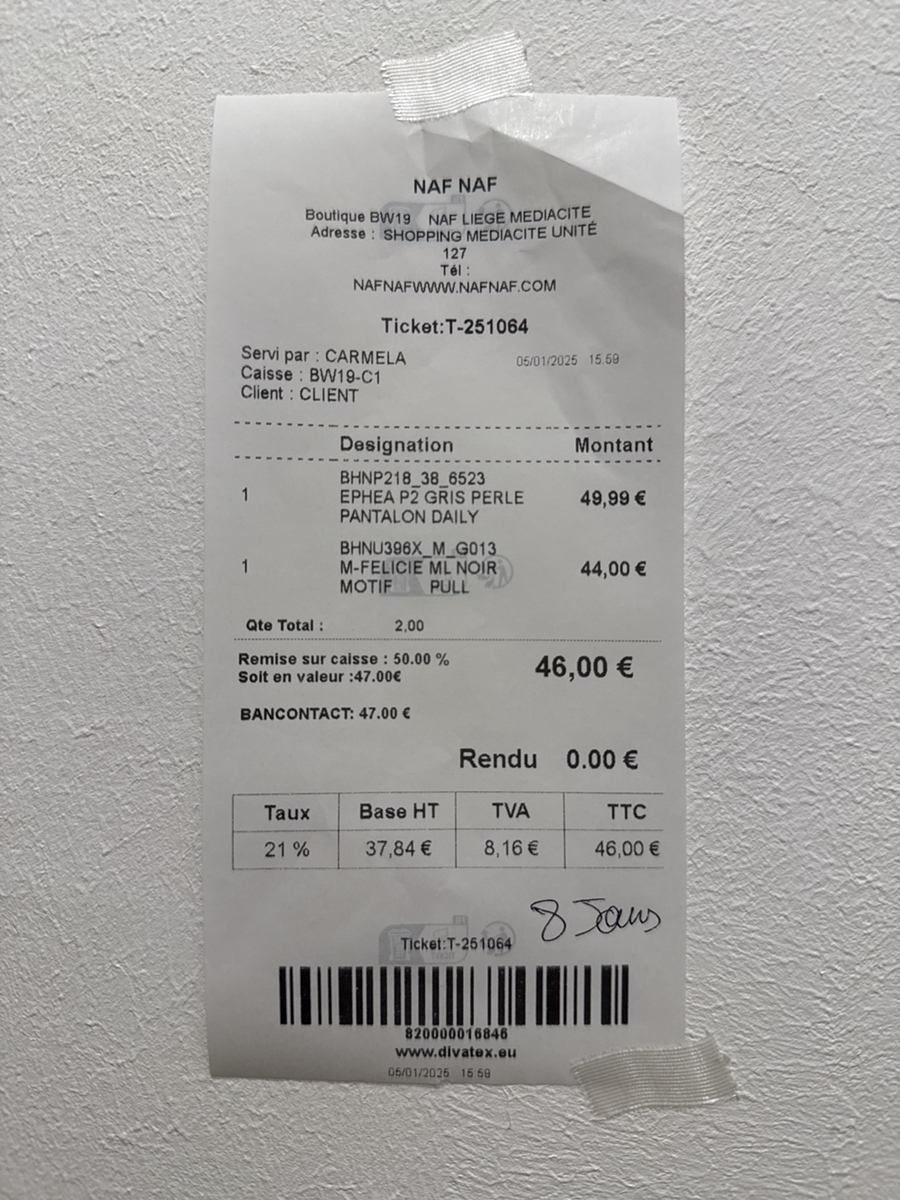 NAF NAF
Boutique BW19 NAF LIEGE MEDIACITE
Adresse : SHOPPING MEDIACITE UNITÉ
127
Tél :
NAFNAFWWW.NAFNAF.COM
Ticket:T-251064
Servi par : CARMELA 05/01/2025 15:59
Caisse : BW19-C1
Client : CLIENT
Designation Montant
BHNP218_38_6523
1 EPHEA P2 GRIS PERLE 49,99 €
PANTALON DAILY
BHNU396X_M_G013
1 M-FELICIE ML NOIR 44,00 €
MOTIF PULL
Qte Total : 2,00
Remise sur caisse : 50.00 % 46,00 €
Soit en valeur :47.00€
BANCONTACT: 47.00 €
Rendu 0.00 €
Taux Base HT TVA TTC
21 % 37,84 € 8,16 € 46,00 €
8 Jours
Ticket:T-251064
820000016846
www.divatex.eu
05/01/2025 15:59